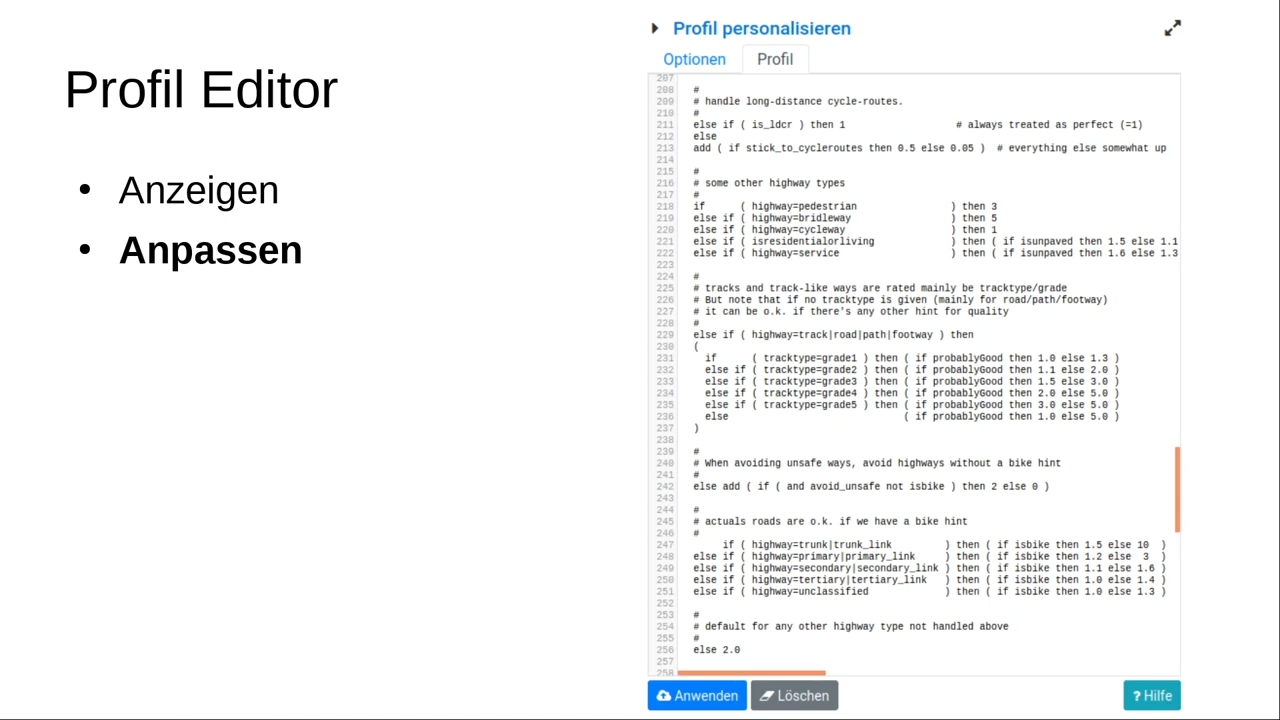 Profil Editor
• Anzeigen
• Anpassen
Profil personalisieren
Optionen Profil
207
208 #
209 # handle long-distance cycle-routes.
210 #
211 else if ( is_ldcr ) then 1 # always treated as perfect (=1)
212 else
213 add ( if stick_to_cycleroutes then 0.5 else 0.05 ) # everything else somewhat up
214
215 #
216 # some other highway types
217 #
218 if ( highway=pedestrian ) then 3
219 else if ( highway=bridleway ) then 5
220 else if ( highway=cycleway ) then 1
221 else if ( isresidentialorliving ) then ( if isunpaved then 1.5 else 1.1
222 else if ( highway=service ) then ( if isunpaved then 1.6 else 1.3
223
224 #
225 # tracks and track-like ways are rated mainly be tracktype/grade
226 # But note that if no tracktype is given (mainly for road/path/footway)
227 # it can be o.k. if there's any other hint for quality
228 #
229 else if ( highway=track|road|path|footway ) then
230 (
231 if ( tracktype=grade1 ) then ( if probablyGood then 1.0 else 1.3 )
232 else if ( tracktype=grade2 ) then ( if probablyGood then 1.1 else 2.0 )
233 else if ( tracktype=grade3 ) then ( if probablyGood then 1.5 else 3.0 )
234 else if ( tracktype=grade4 ) then ( if probablyGood then 2.0 else 5.0 )
235 else if ( tracktype=grade5 ) then ( if probablyGood then 3.0 else 5.0 )
236 else ( if probablyGood then 1.0 else 5.0 )
237 )
238
239 #
240 # When avoiding unsafe ways, avoid highways without a bike hint
241 #
242 else add ( if ( and avoid_unsafe not isbike ) then 2 else 0 )
243
244 #
245 # actuals roads are o.k. if we have a bike hint
246 #
247 if ( highway=trunk|trunk_link ) then ( if isbike then 1.5 else 10 )
248 else if ( highway=primary|primary_link ) then ( if isbike then 1.2 else 3 )
249 else if ( highway=secondary|secondary_link ) then ( if isbike then 1.1 else 1.6 )
250 else if ( highway=tertiary|tertiary_link ) then ( if isbike then 1.0 else 1.4 )
251 else if ( highway=unclassified ) then ( if isbike then 1.0 else 1.3 )
252
253 #
254 # default for any other highway type not handled above
255 #
256 else 2.0
257
258
Anwenden Löschen ? Hilfe